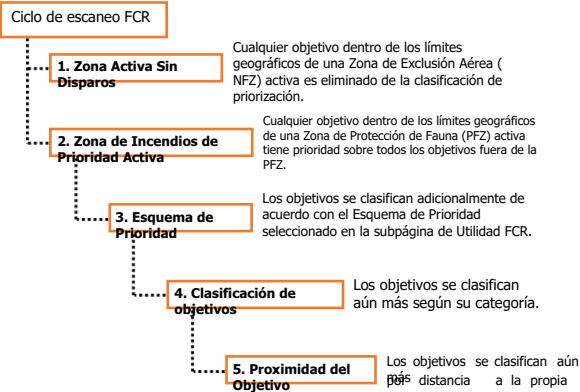 Ciclo de escaneo FCR
1. Zona Activa Sin
Disparos
Cualquier objetivo dentro de los límites
geográficos de una Zona de Exclusión Aérea (
NFZ) activa es eliminado de la clasificación de
priorización.
2. Zona de Incendios de
Prioridad Activa
Cualquier objetivo dentro de los límites geográficos
de una Zona de Protección de Fauna (PFZ) activa
tiene prioridad sobre todos los objetivos fuera de la
PFZ.
3. Esquema de
Prioridad
Los objetivos se clasifican adicionalmente de
acuerdo con el Esquema de Prioridad
seleccionado en la subpágina de Utilidad FCR.
4. Clasificación de
objetivos
Los objetivos se clasifican
aún más según su categoría.
5. Proximidad del
Objetivo
Los objetivos se clasifican aún
más
por distancia a la propia